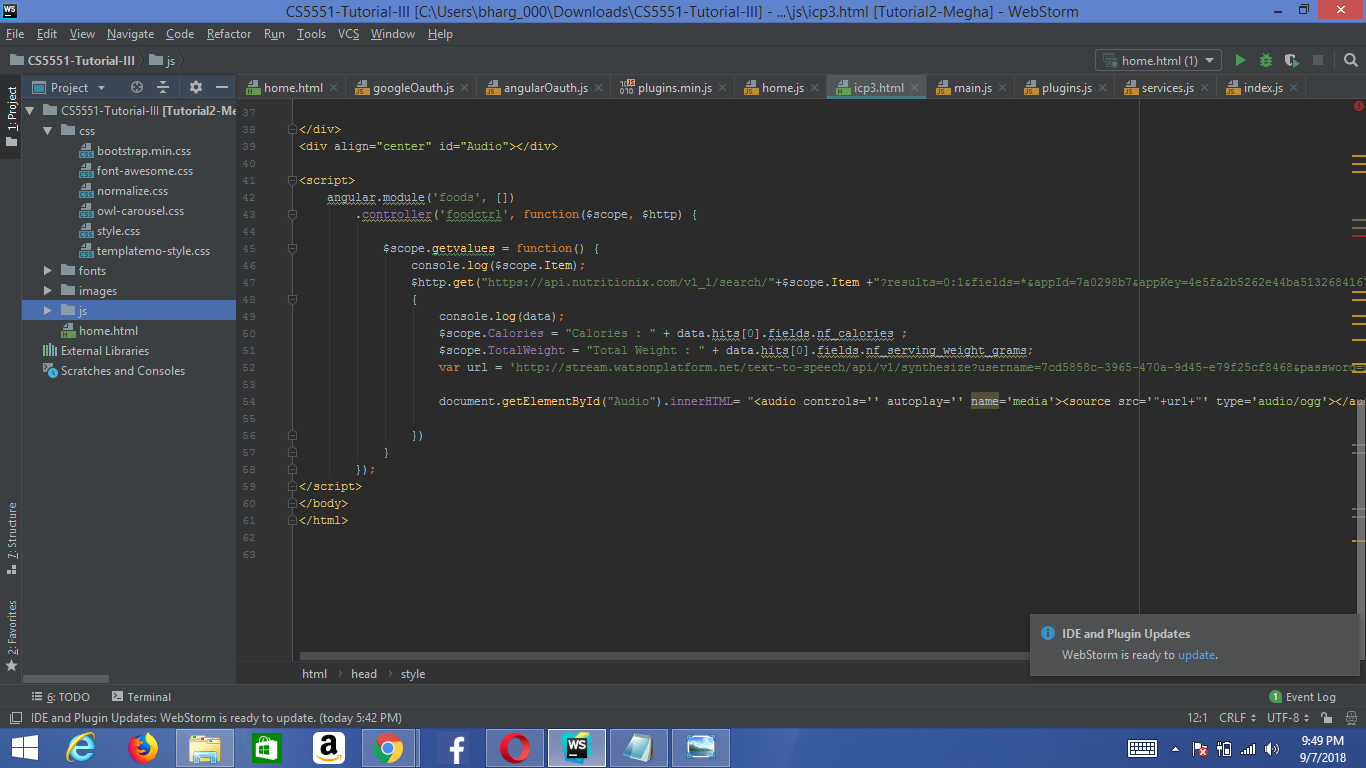 WS CS5551-Tutorial-III [C:\Users\bharg_000\Downloads\CS5551-Tutorial-III] - ...\js\icp3.html [Tutorial2-Megha] - WebStorm
File Edit View Navigate Code Refactor Run Tools VCS Window Help
CS5551-Tutorial-III js home.html (1)
Project home.html googleOauth.js angularOauth.js plugins.min.js home.js icp3.html main.js plugins.js services.js index.js
1: Project
CS5551-Tutorial-III [Tutorial2-Me
css
bootstrap.min.css
font-awesome.css
normalize.css
owl-carousel.css
style.css
templatemo-style.css
fonts
images
js
home.html
External Libraries
Scratches and Consoles
7: Structure
2: Favorites
37
38 </div>
39 <div align="center" id="Audio"></div>
40
41 <script>
42 angular.module('foods', [])
43 .controller('foodctrl', function($scope, $http) {
44
45 $scope.getvalues = function() {
46 console.log($scope.Item);
47 $http.get("https://api.nutritionix.com/v1_1/search/"+$scope.Item +"?results=0:1&fields=*&appId=7a0298b7&appKey=4e5fa2b5262e44ba5132684167
48 {
49 console.log(data);
50 $scope.Calories = "Calories : " + data.hits[0].fields.nf_calories ;
51 $scope.TotalWeight = "Total Weight : " + data.hits[0].fields.nf_serving_weight_grams;
52 var url = 'http://stream.watsonplatform.net/text-to-speech/api/v1/synthesize?username=7cd5858c-3965-470a-9d45-e79f25cf8468&password=
53
54 document.getElementById("Audio").innerHTML= "<audio controls='' autoplay='' name='media'><source src='"+url+"' type='audio/ogg'></au
55
56 })
57 }
58 });
59 </script>
60 </body>
61 </html>
62
63
IDE and Plugin Updates
WebStorm is ready to update.
html head style
6: TODO Terminal 1 Event Log
IDE and Plugin Updates: WebStorm is ready to update. (today 5:42 PM) 12:1 CRLF UTF-8
9:49 PM
9/7/2018